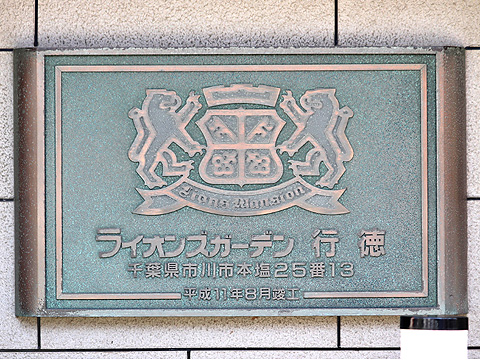 Lions Mansion
ライオンズガーデン 行徳
千葉県市川市本塩25番13
平成11年8月竣工